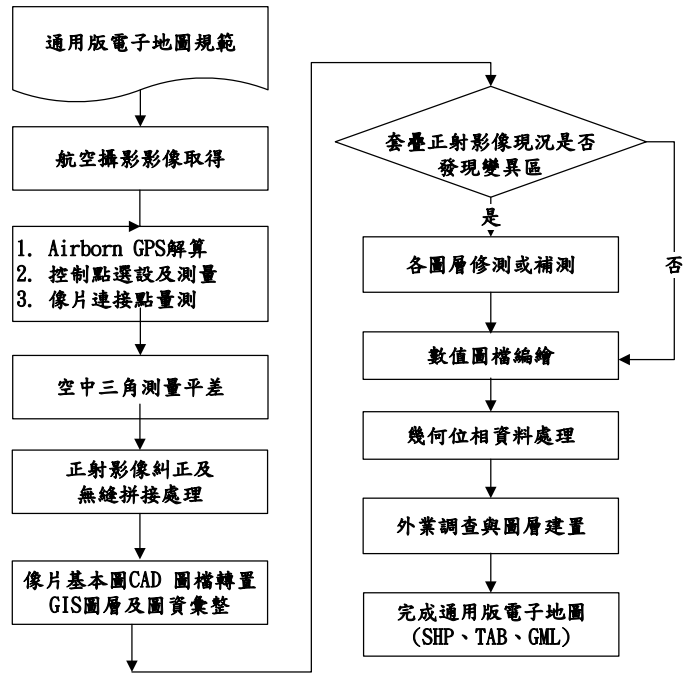 通用版電子地圖規範
航空攝影影像取得
1. Airborn GPS解算
2. 控制點選設及測量
3. 像片連接點量測
空中三角測量平差
正射影像糾正及
無縫拼接處理
像片基本圖CAD 圖檔轉置
GIS圖層及圖資彙整
套疊正射影像現況是否
發現變異區
是
否
各圖層修測或補測
數值圖檔編繪
幾何位相資料處理
外業調查與圖層建置
完成通用版電子地圖
(SHP、TAB、GML)